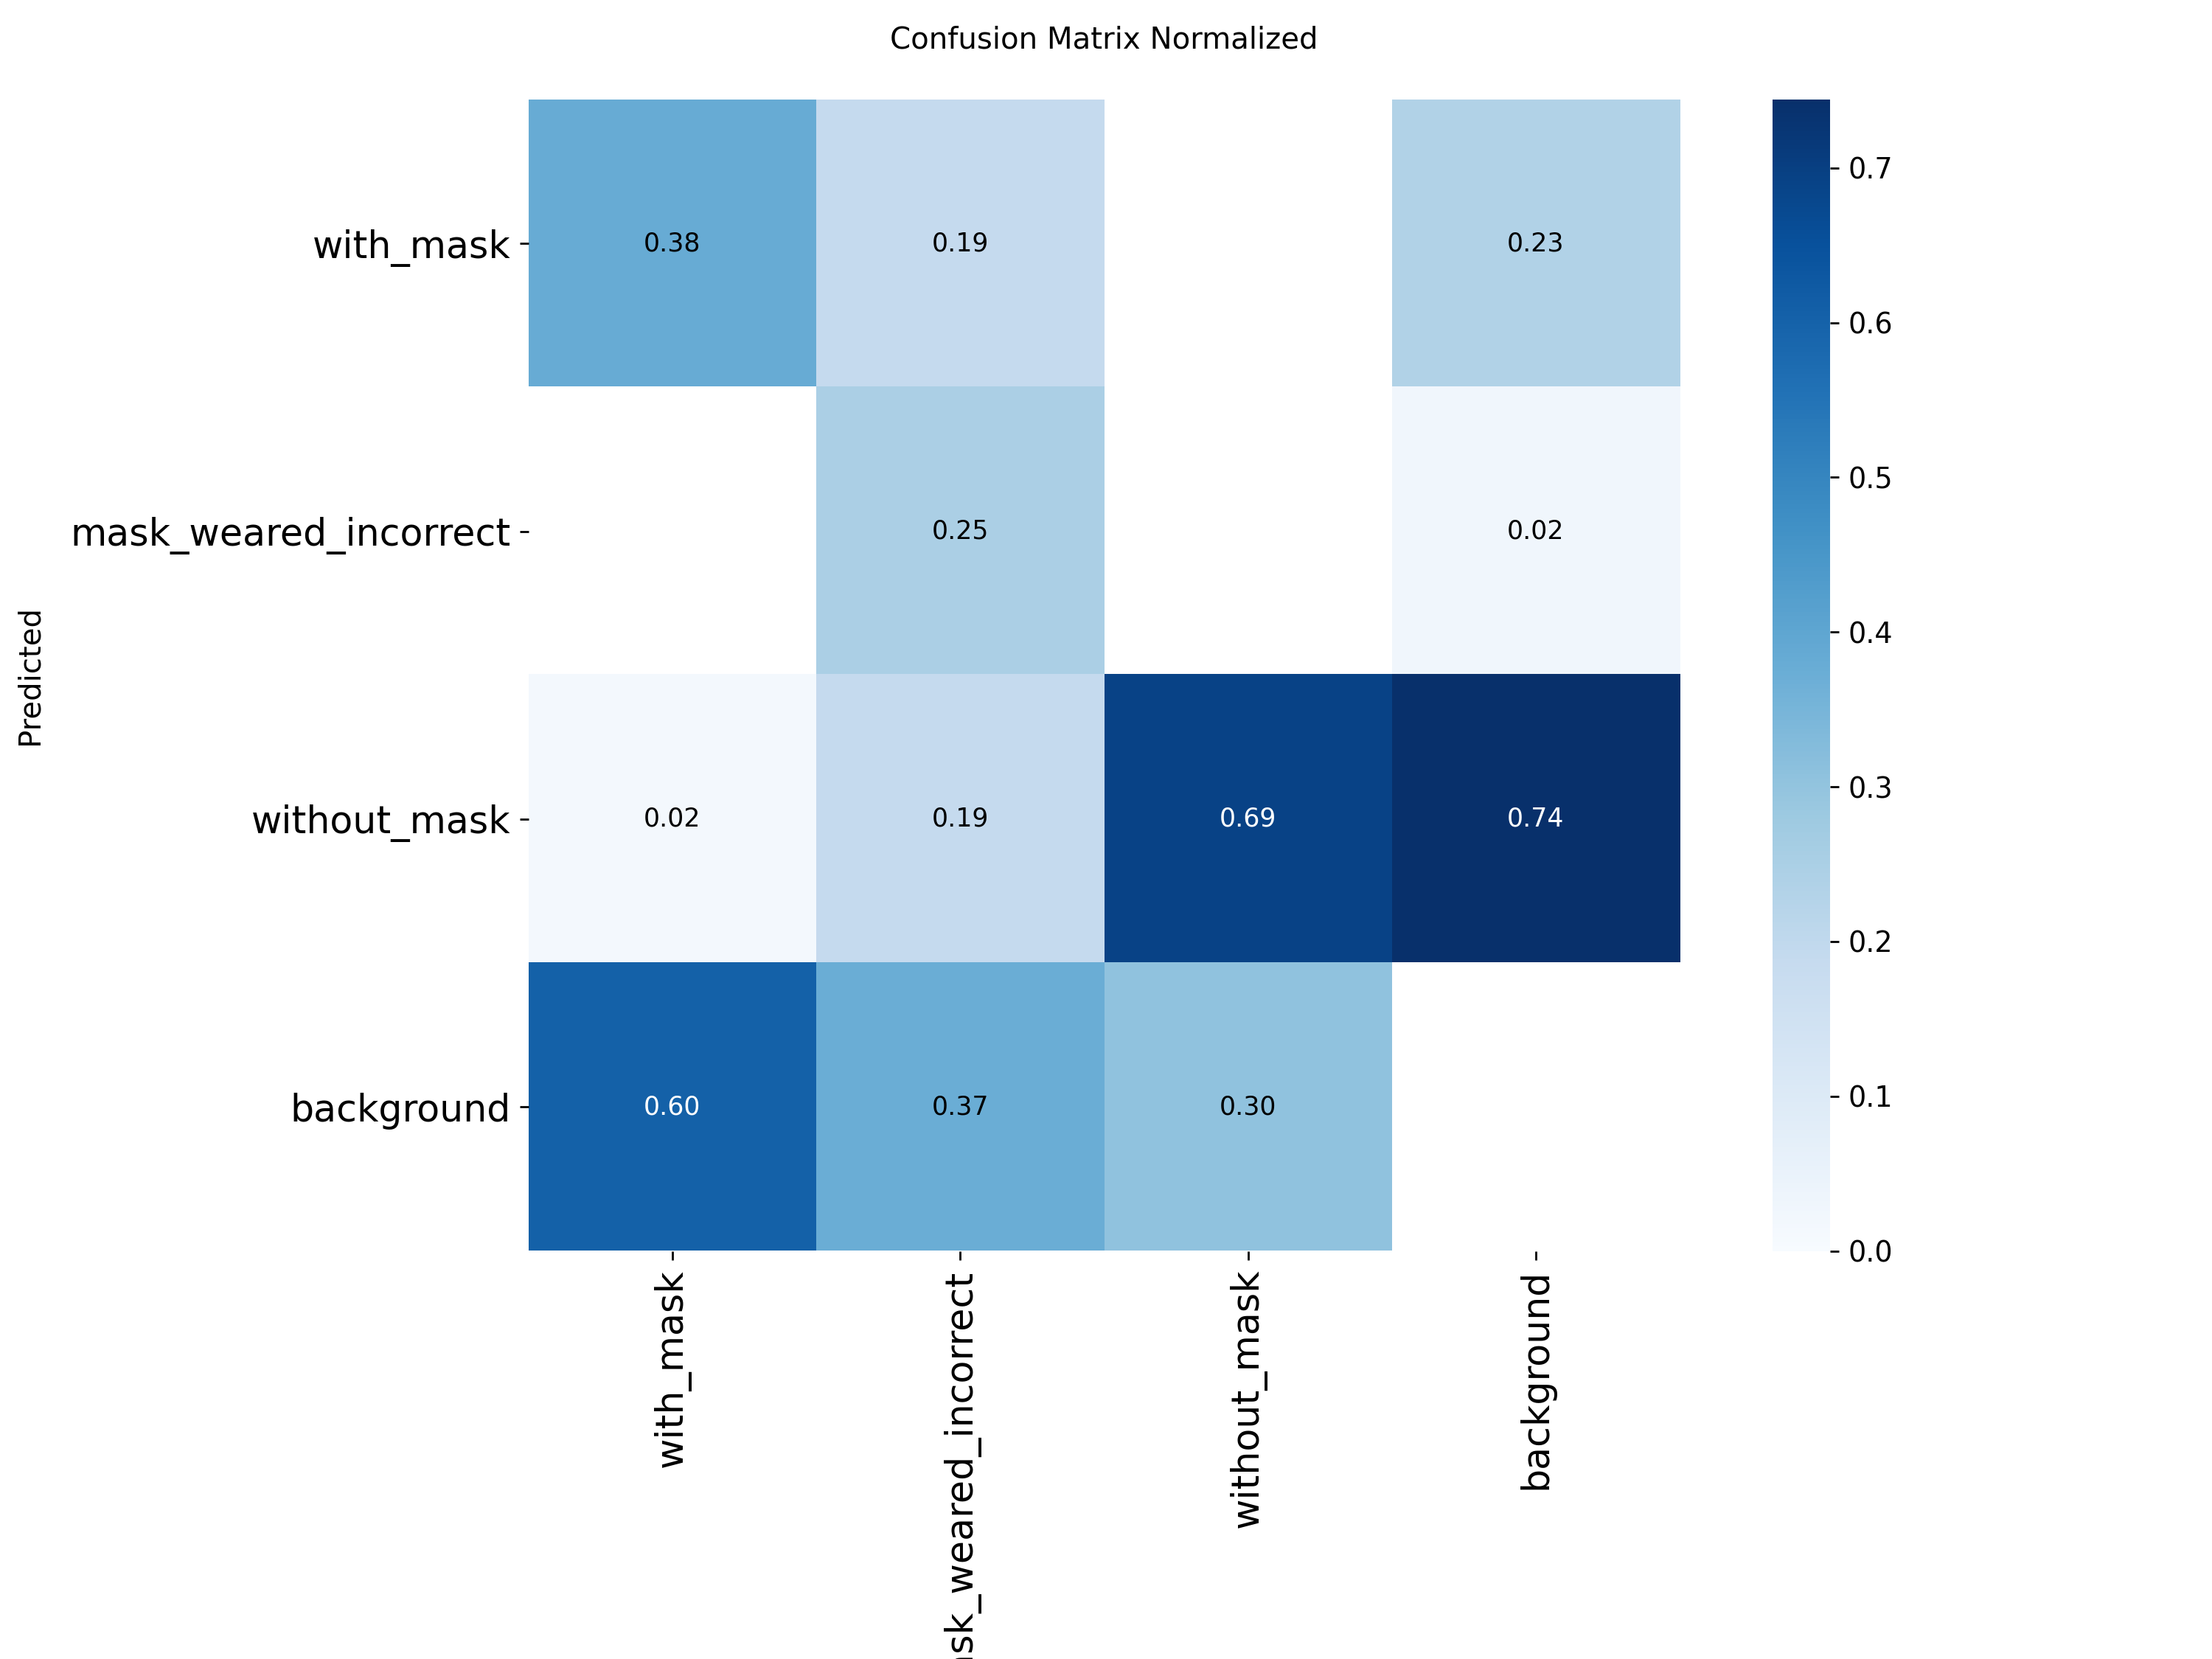 Confusion Matrix Normalized
with_mask
0.38
0.19
0.23
mask_weared_incorrect
0.25
0.02
without_mask
0.02
0.19
0.69
0.74
background
0.60
0.37
0.30
Predicted
with_mask
ask_weared_incorrect
without_mask
background
0.7
0.6
0.5
0.4
0.3
0.2
0.1
0.0